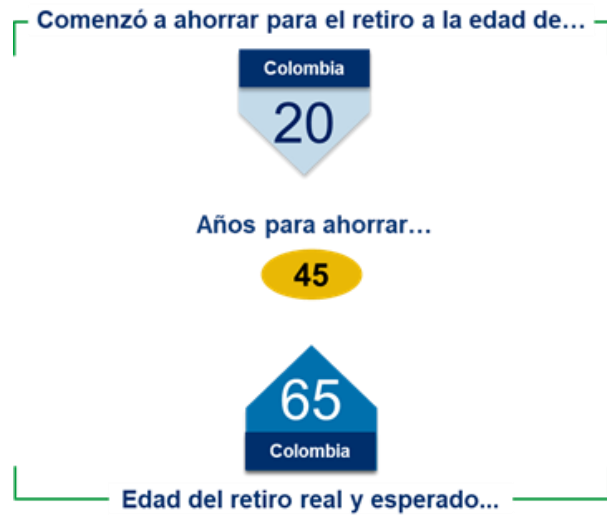 Comenzó a ahorrar para el retiro a la edad de…
Colombia
20
Años para ahorrar…
45
65
Colombia
Edad del retiro real y esperado...